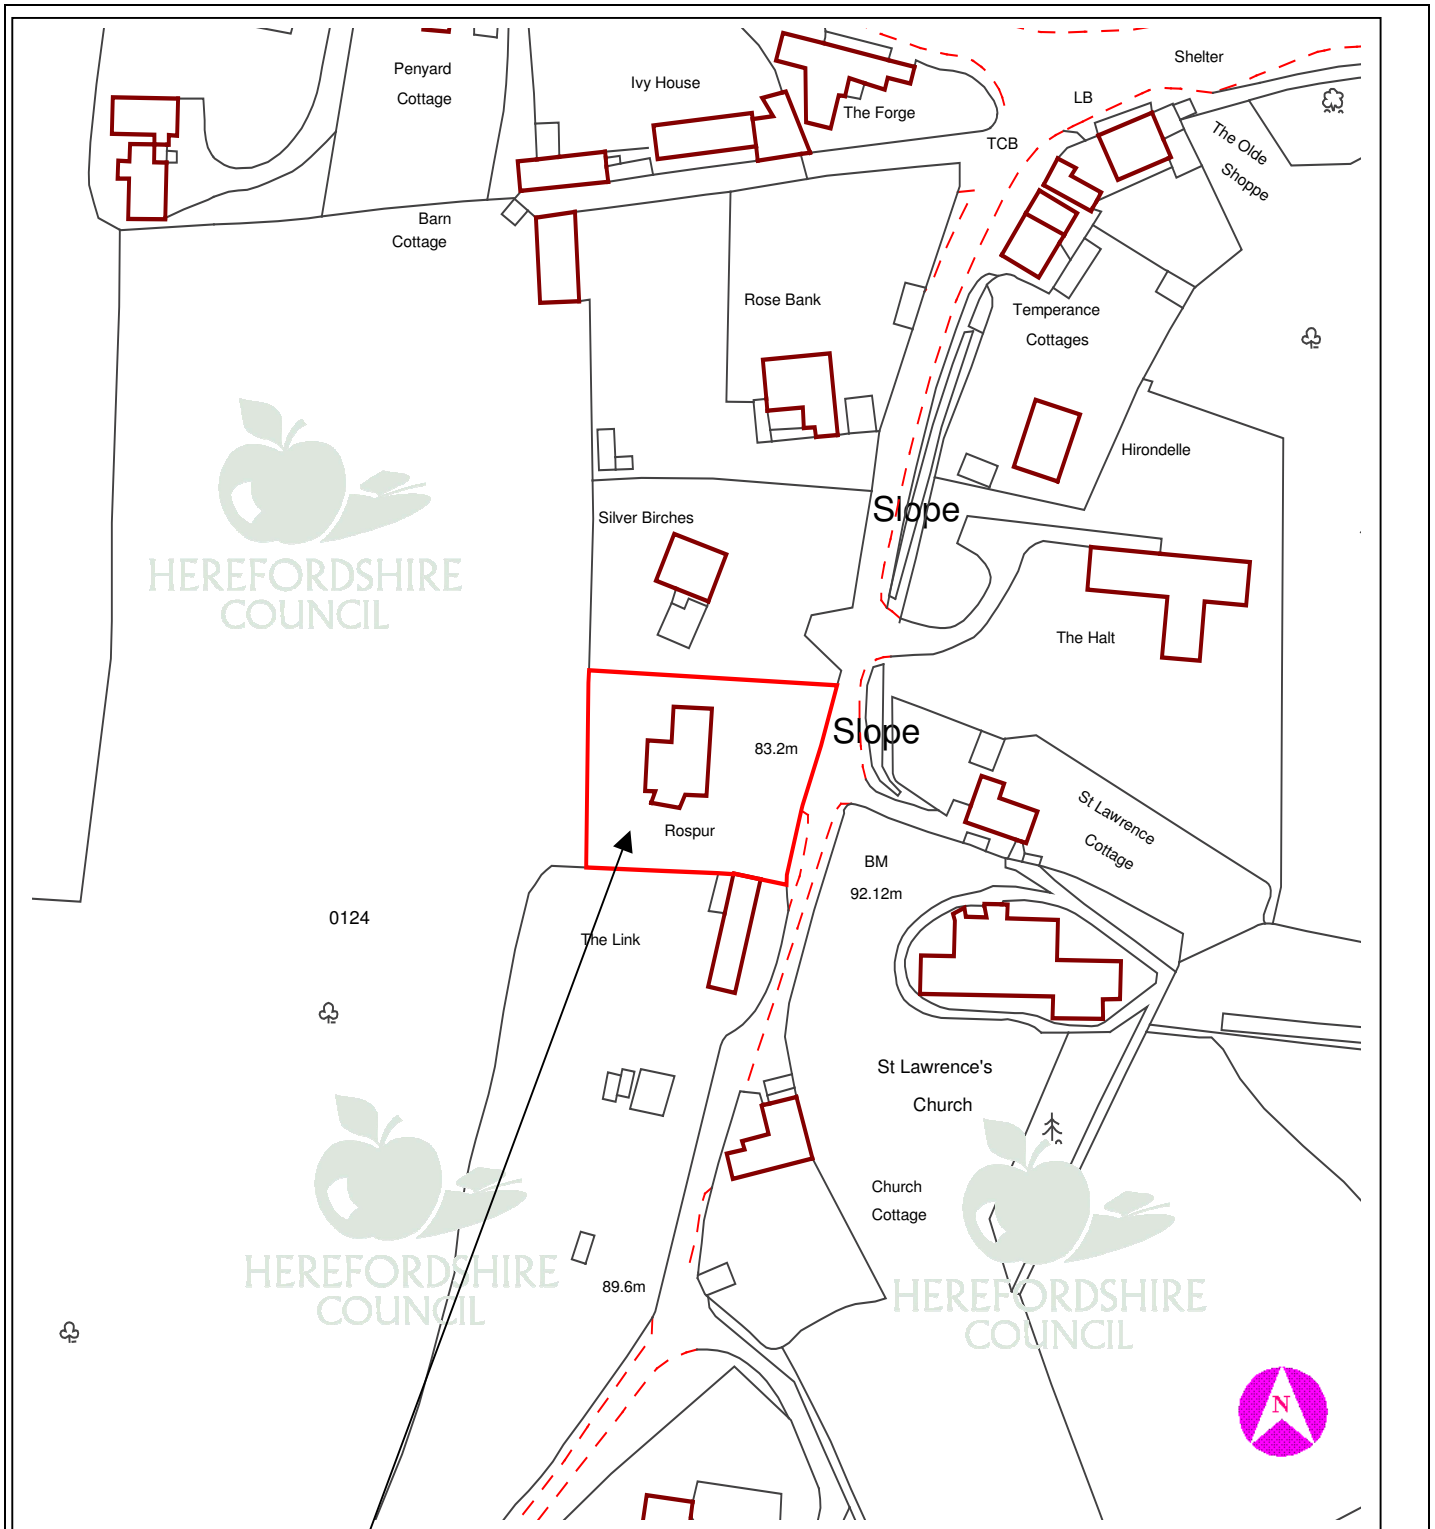 Shelter
Penyard
Cottage
Ivy House
LB
The Forge
TCB
The Olde
Shoppe
Barn
Cottage
Rose Bank
Temperance
Cottages
Hirondelle
Slope
Silver Birches
HEREFORDSHIRE
COUNCIL
The Halt
Slope
83.2m
St Lawrence
Cottage
Rospur
BM
92.12m
0124
The Link
St Lawrence's
Church
Church
Cottage
HEREFORDSHIRE
COUNCIL
89.6m
HEREFORDSHIRE
COUNCIL
N